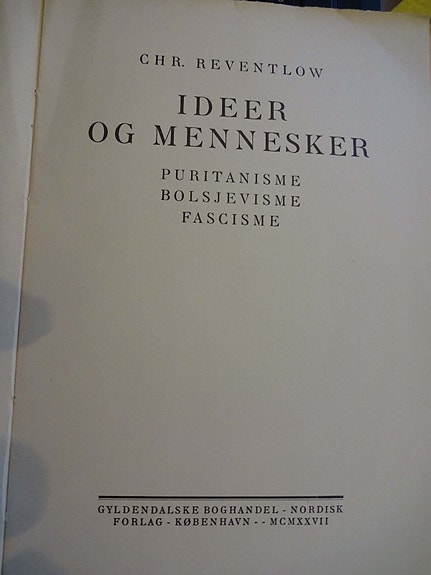 CHR. REVENTLOW
IDEER
OG MENNESKER
PURITANISME
BOLSJEVISME
FASCISME
GYLDENDALSKE BOGHANDEL - NORDISK
FORLAG - KØBENHAVN - - MCMXXVII